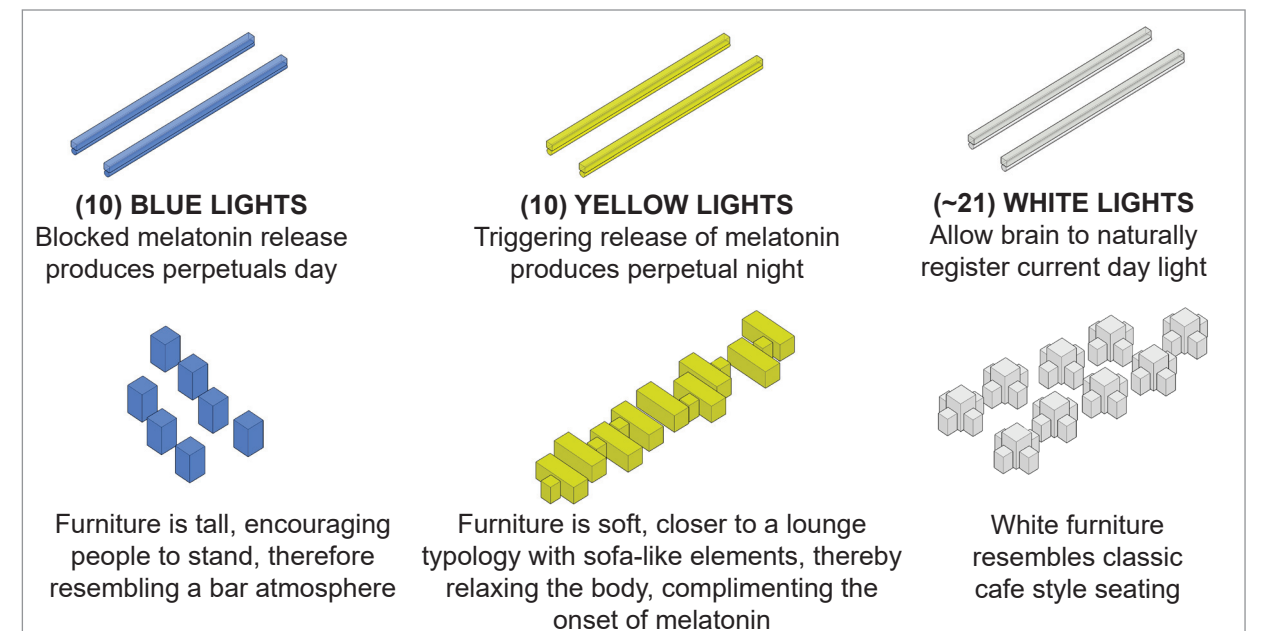 (10) BLUE LIGHTS
Blocked melatonin release
produces perpetuals day
(10) YELLOW LIGHTS
Triggering release of melatonin
produces perpetual night
(~21) WHITE LIGHTS
Allow brain to naturally
register current day light
Furniture is tall, encouraging
people to stand, therefore
resembling a bar atmosphere
Furniture is soft, closer to a lounge
typology with sofa-like elements, thereby
relaxing the body, complimenting the
onset of melatonin
White furniture
resembles classic
cafe style seating